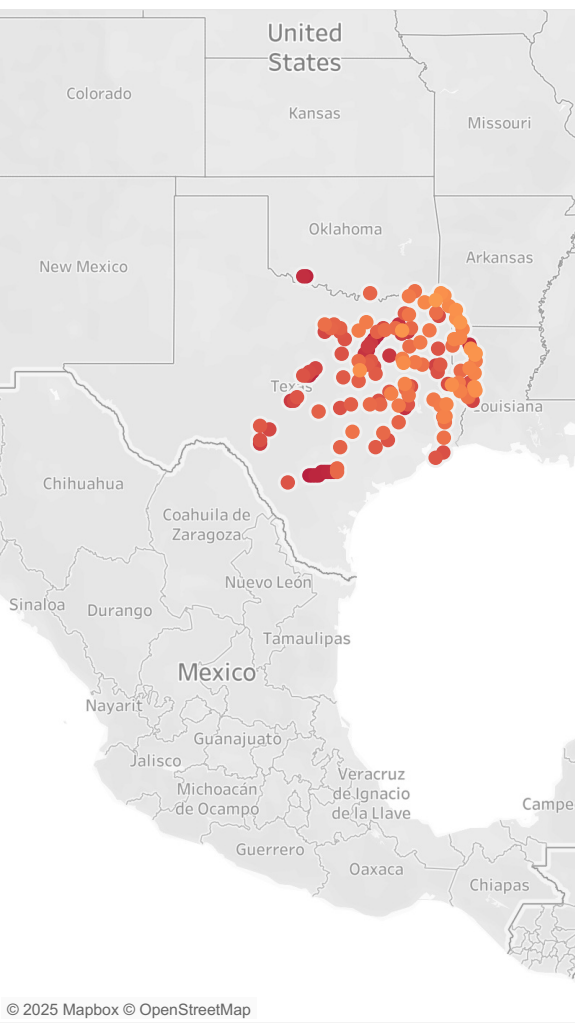 United
States
Colorado
Kansas
Missouri
Oklahoma
New Mexico
Arkansas
Texas
Louisiana
Chihuahua
Coahuila de
Zaragoza
Nuevo León
Sinaloa
Durango
Tamaulipas
Mexico
Nayarit
Guanajuato
Jalisco
Veracruz
de Ignacio
de la Llave
Michoacán
de Ocampo
Campe
Guerrero
Oaxaca
Chiapas
© 2025 Mapbox © OpenStreetMap